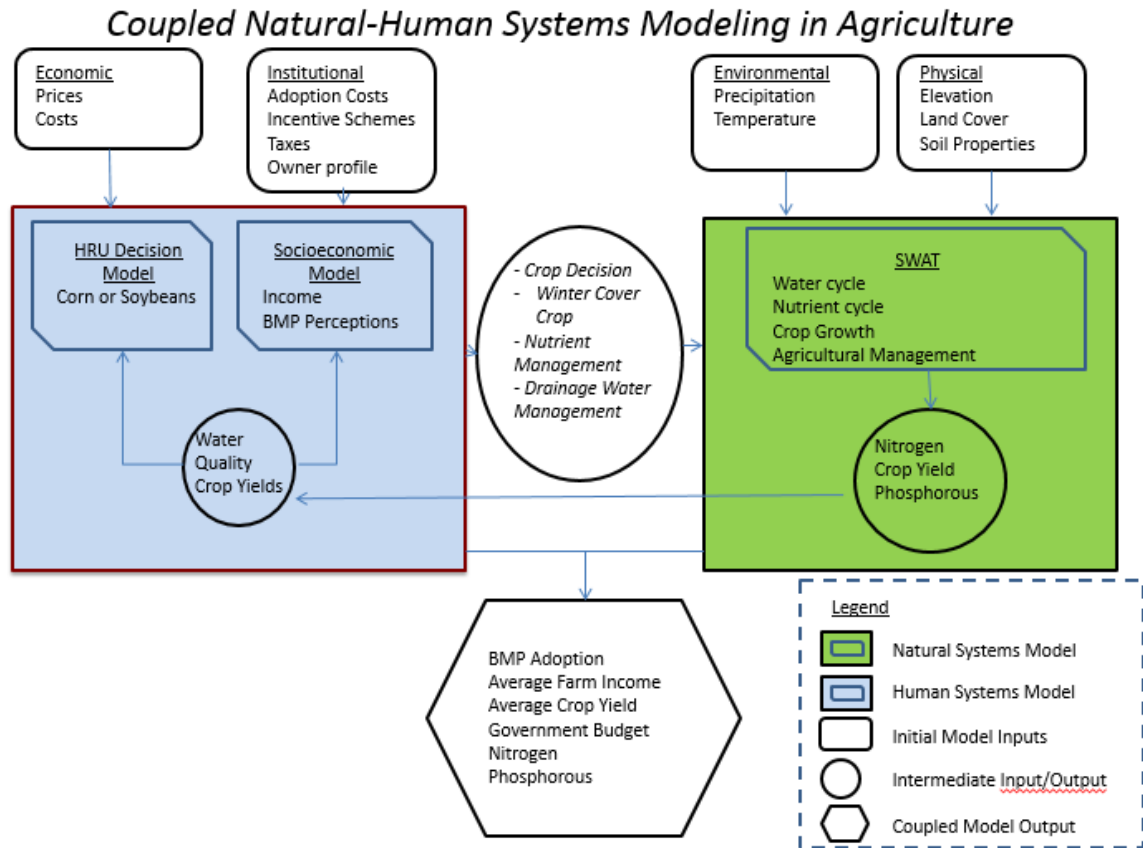 Coupled Natural-Human Systems Modeling in Agriculture
Economic
Prices
Costs
Institutional
Adoption Costs
Incentive Schemes
Taxes
Owner profile
Environmental
Precipitation
Temperature
Physical
Elevation
Land Cover
Soil Properties
HRU Decision
Model
Corn or Soybeans
Socioeconomic
Model
Income
BMP Perceptions
Water
Quality
Crop Yields
- Crop Decision
- Winter Cover
Crop
- Nutrient
Management
- Drainage Water
Management
SWAT
Water cycle
Nutrient cycle
Crop Growth
Agricultural Management
Nitrogen
Crop Yield
Phosphorous
BMP Adoption
Average Farm Income
Average Crop Yield
Government Budget
Nitrogen
Phosphorous
Legend
Natural Systems Model
Human Systems Model
Initial Model Inputs
Intermediate Input/Output
Coupled Model Output